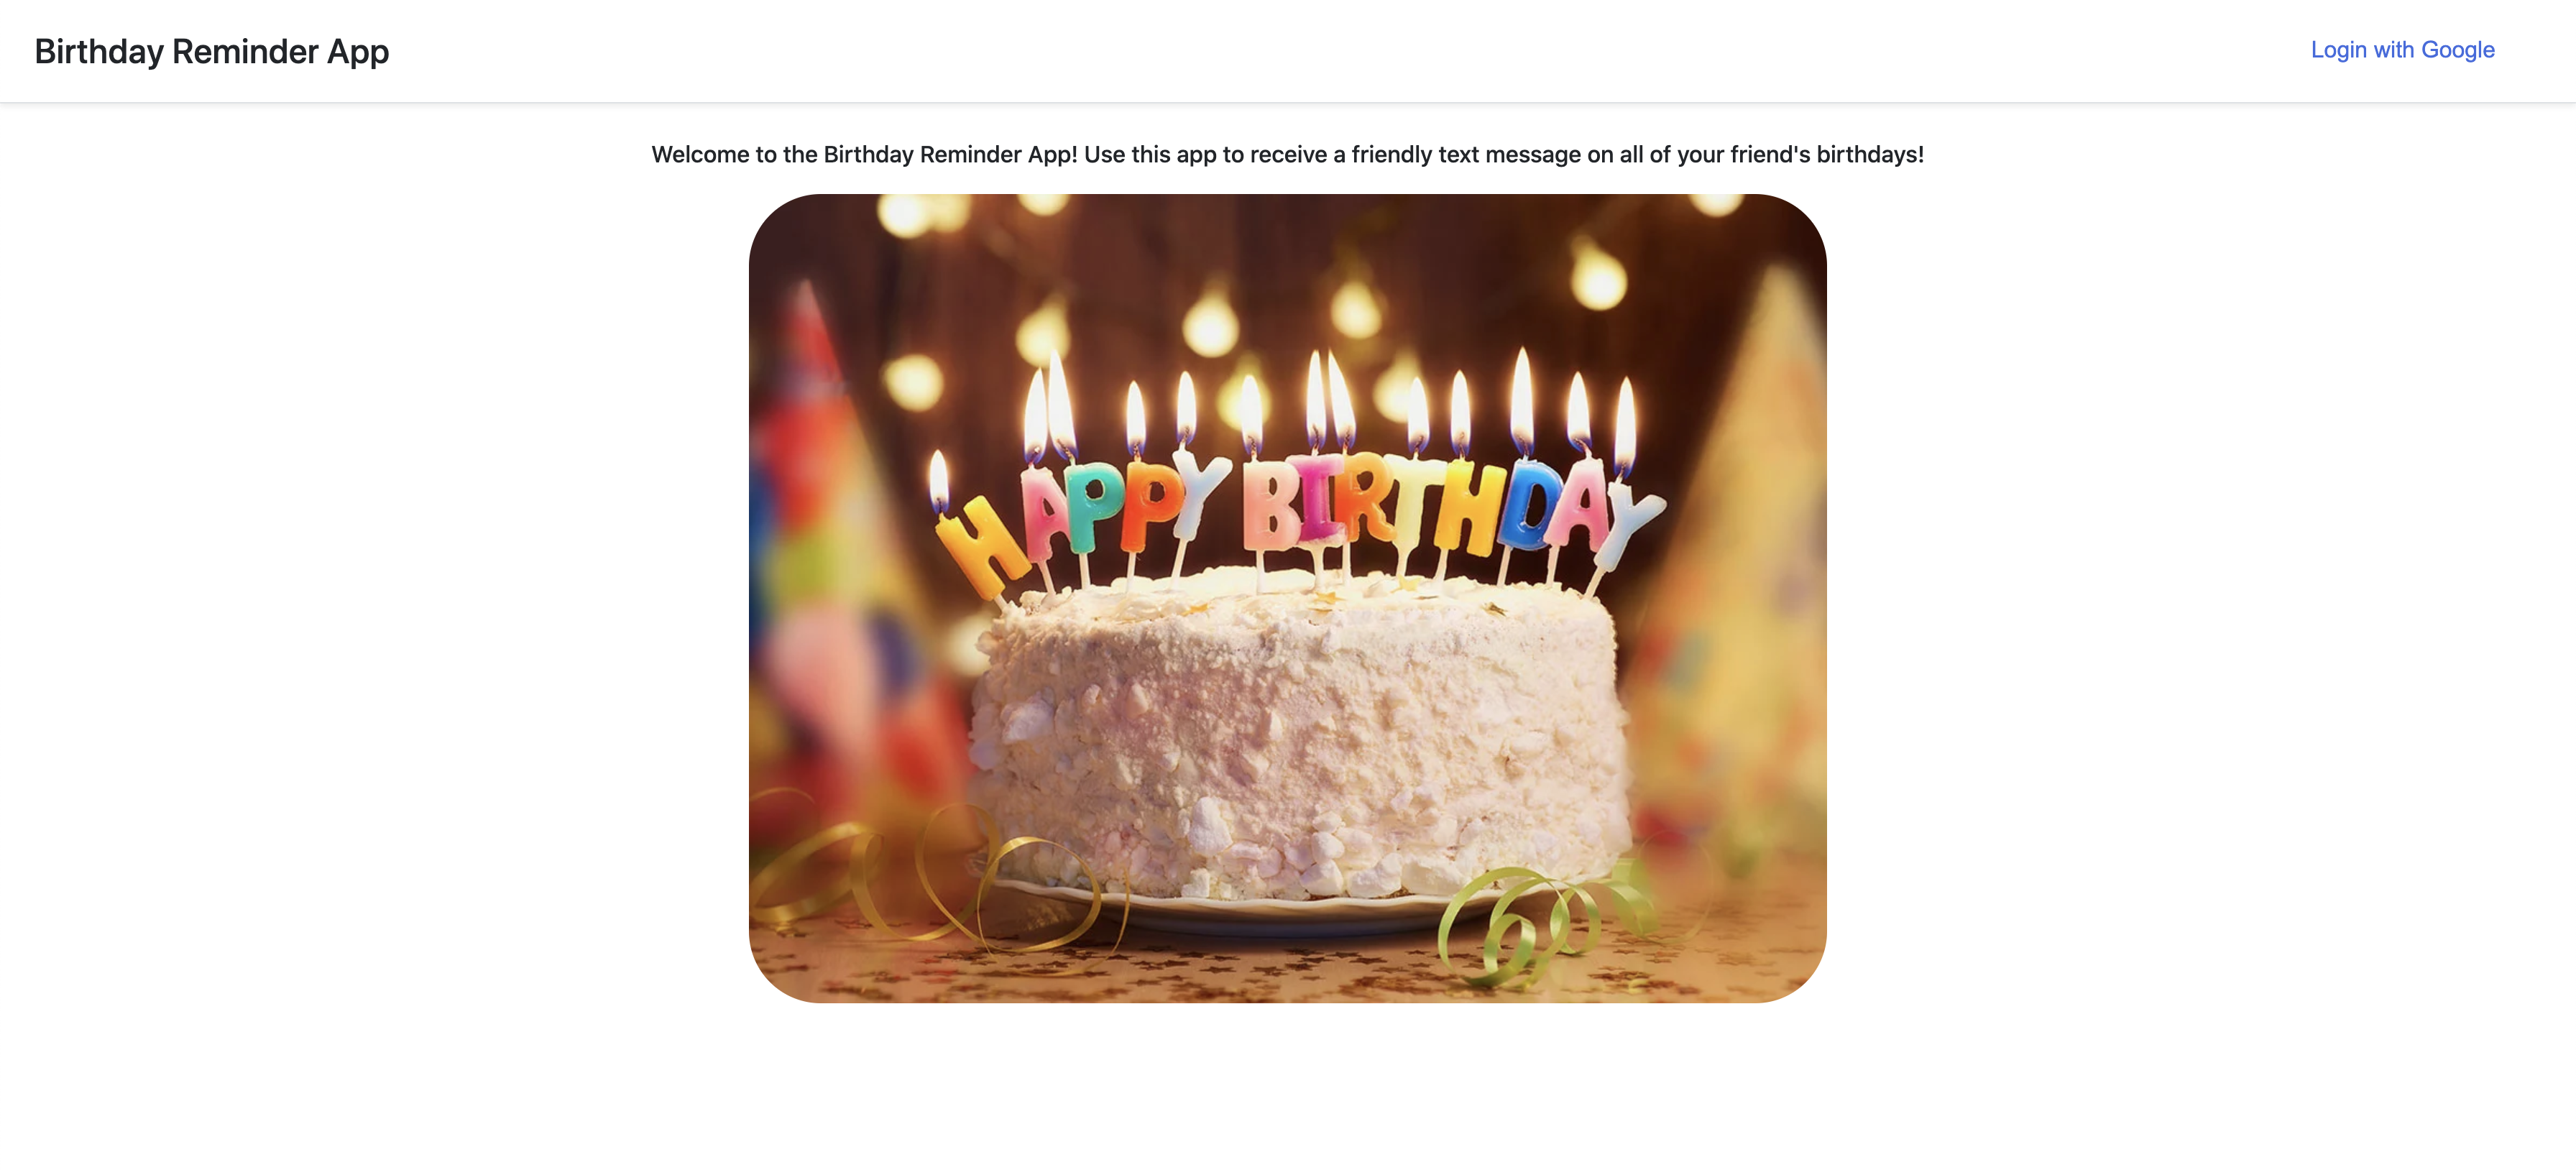 Birthday Reminder App
Login with Google
Welcome to the Birthday Reminder App! Use this app to receive a friendly text message on all of your friend's birthdays!
HAPPY BIRTHDAY